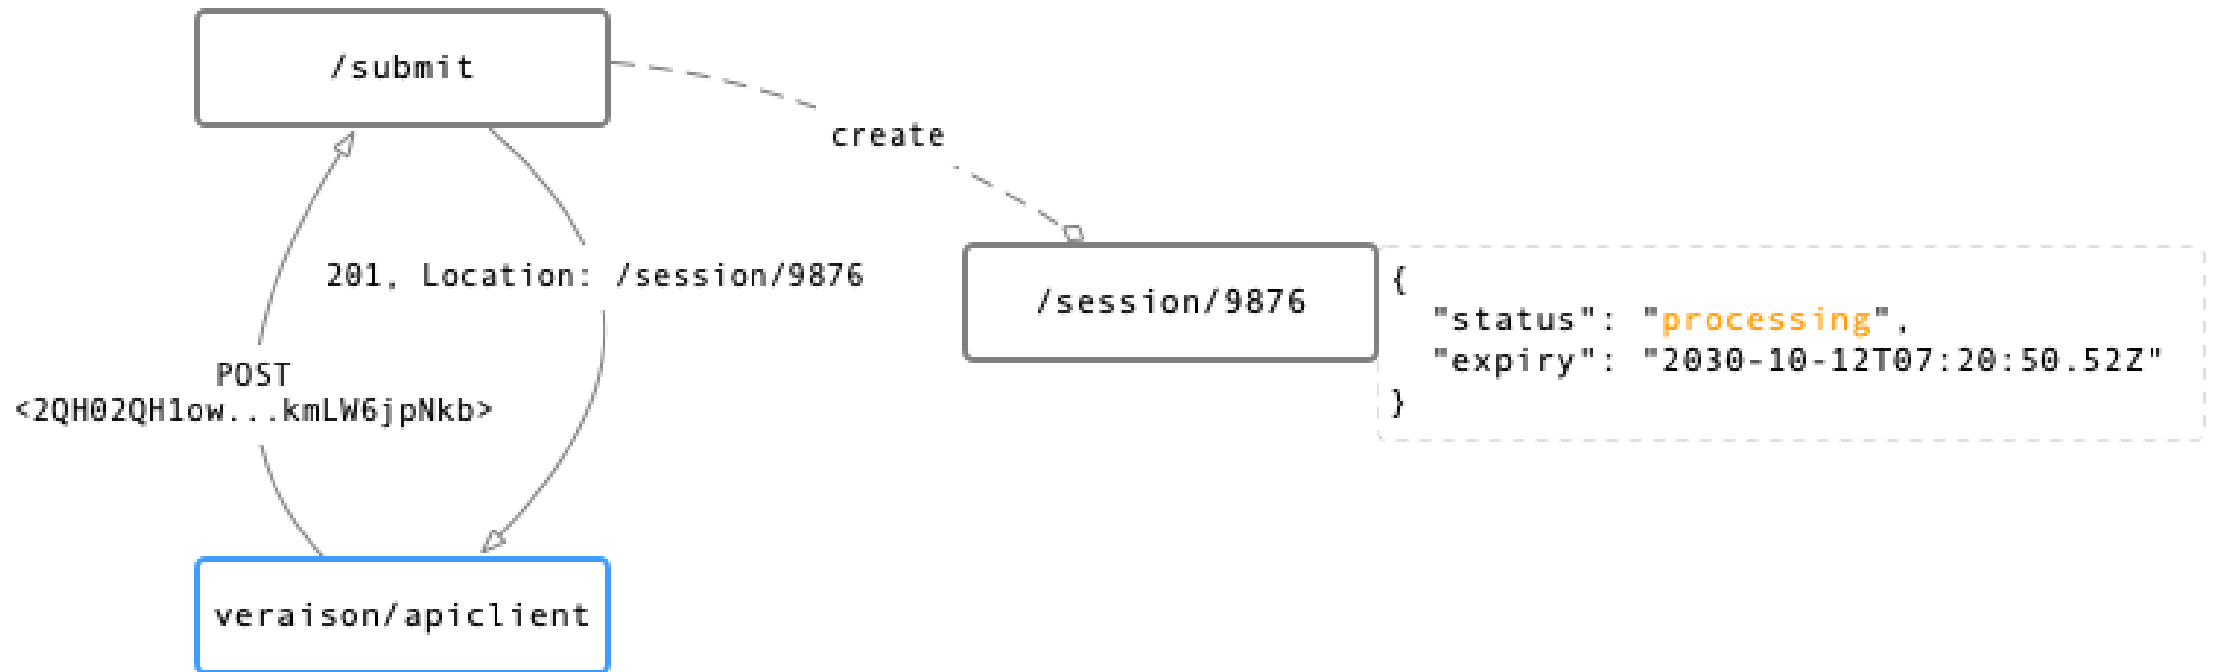 /submit
create
201, Location: /session/9876
/session/9876
{
"status": "processing",
"expiry": "2030-10-12T07:20:50.52Z"
}
POST
<2QH02QH1ow...kmLW6jpNkb>
veraison/apiclient